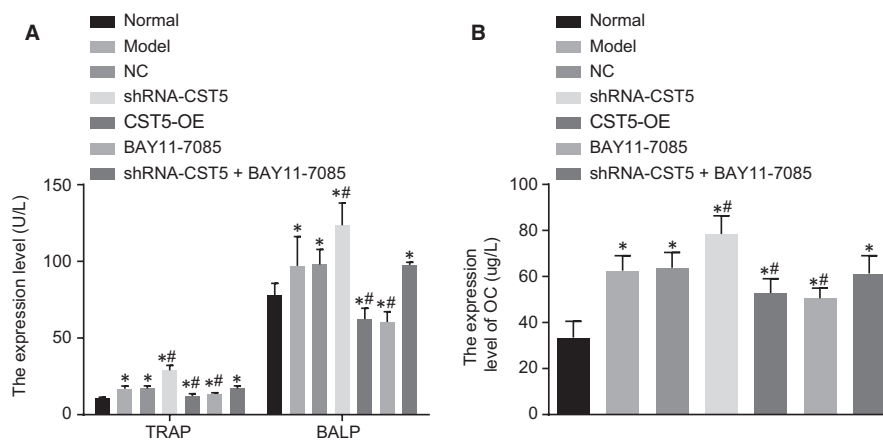 A
Normal
Model
NC
shRNA-CST5
CST5-OE
BAY11-7085
shRNA-CST5 + BAY11-7085
The expression level (U/L)
150
100
50
0
*
*
*#
*#
*#
*
*
*
*#
*#
*#
*
TRAP
BALP
B
Normal
Model
NC
shRNA-CST5
CST5-OE
BAY11-7085
shRNA-CST5 + BAY11-7085
The expression
level of OC (ug/L)
100
80
60
40
20
0
*
*
*#
*#
*#
*